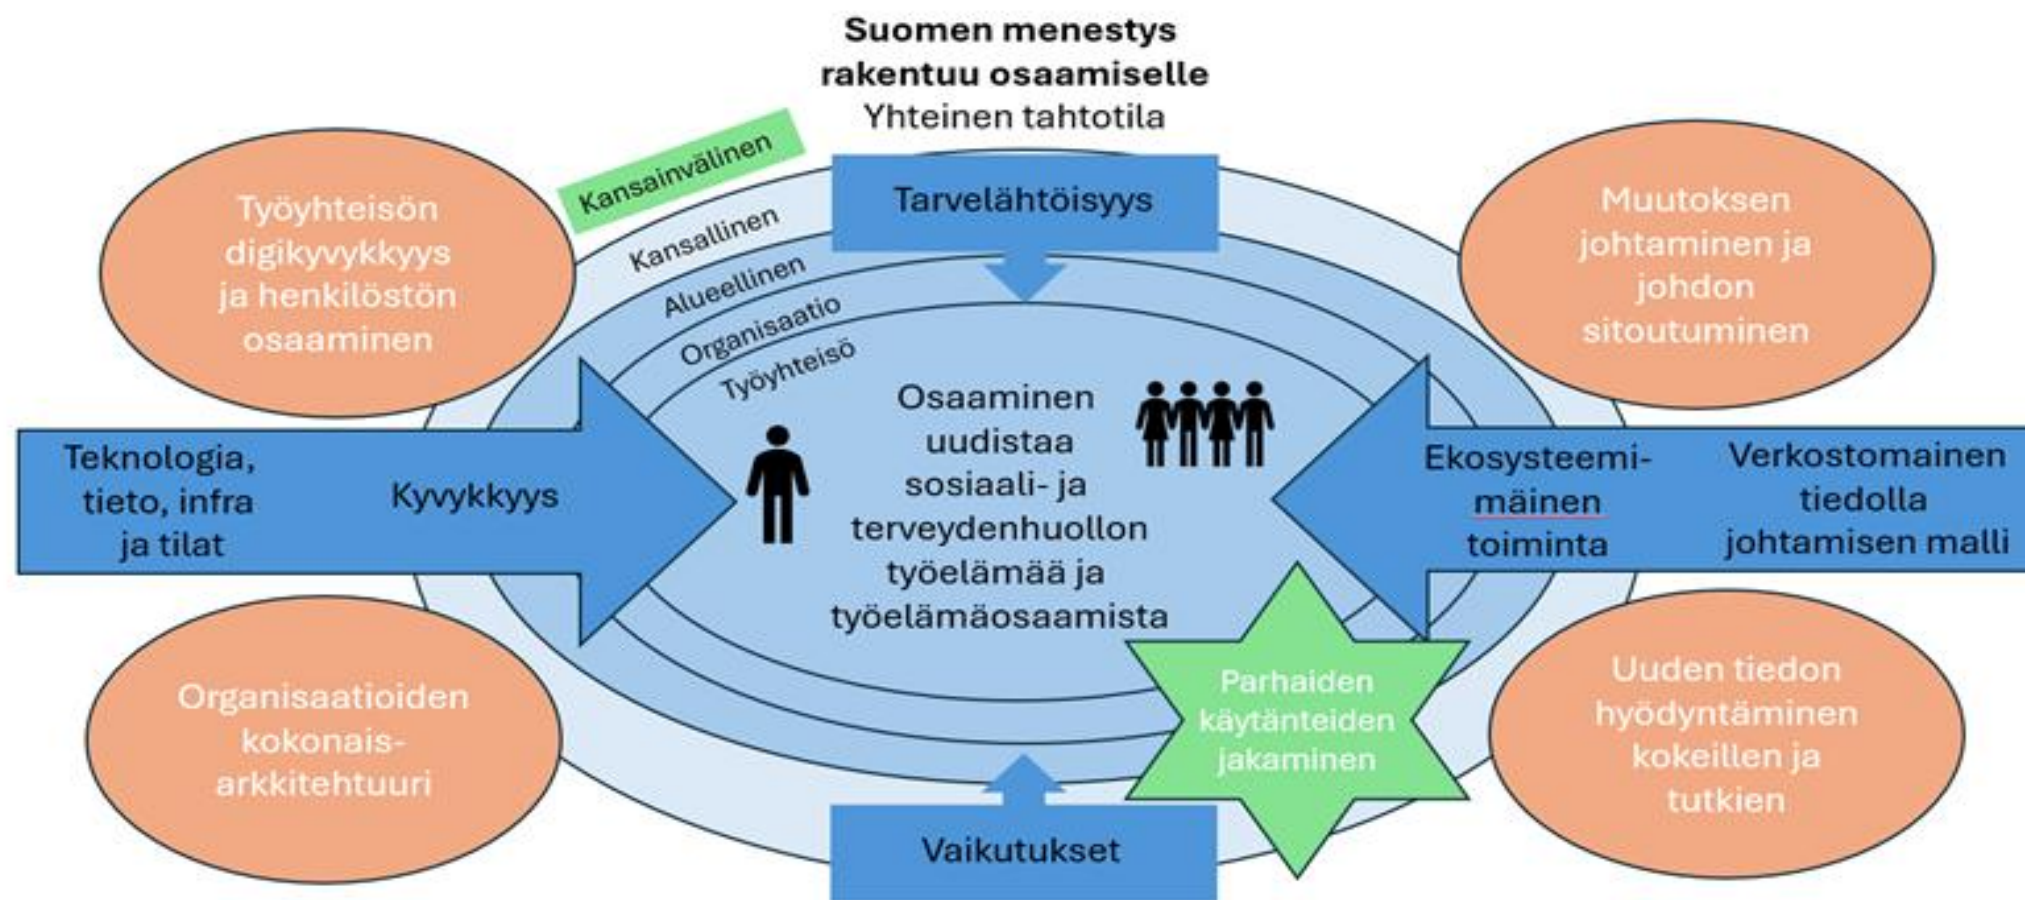 Suomen menestys
rakentuu osaamiselle
Yhteinen tahtotila
Kansainvälinen
Kansallinen
Alueellinen
Organisaatio
Työyhteisö
Tarvelähtöisyys
Työyhteisön
digikyvykkyys
ja henkilöstön
osaaminen
Muutoksen
johtaminen ja
johdon
sitoutuminen
Teknologia,
tieto, infra
ja tilat
Kyvykkyys
Osaaminen
uudistaa
sosiaali- ja
terveydenhuollon
työelämää ja
työelämäosaamista
Ekosysteemi-
mäinen
toiminta
Verkostomainen
tiedolla
johtamisen malli
Organisaatioiden
kokonais-
arkkitehtuuri
Parhaiden
käytänteiden
jakaminen
Uuden tiedon
hyödyntäminen
kokeillen ja
tutkien
Vaikutukset